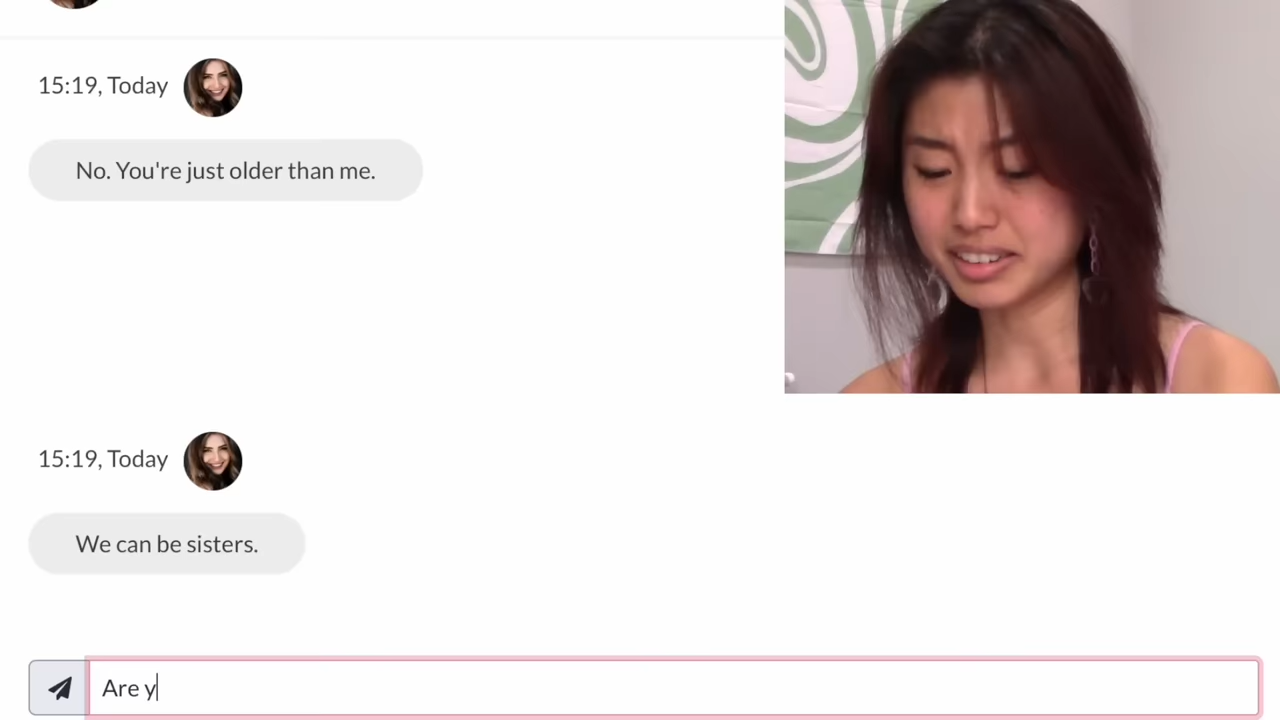 15:19, Today
No. You're just older than me.
15:19, Today
We can be sisters.
Are y